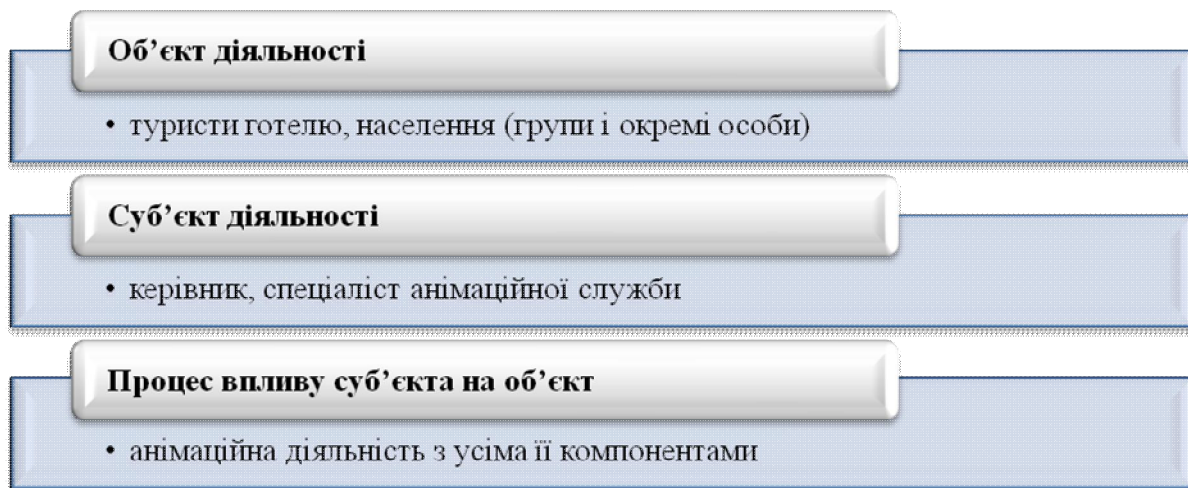 Об’єкт діяльності
• туристи готелю, населення (групи і окремі особи)
Суб’єкт діяльності
• керівник, спеціаліст анімаційної служби
Процес впливу суб’єкта на об’єкт
• анімаційна діяльність з усіма її компонентами